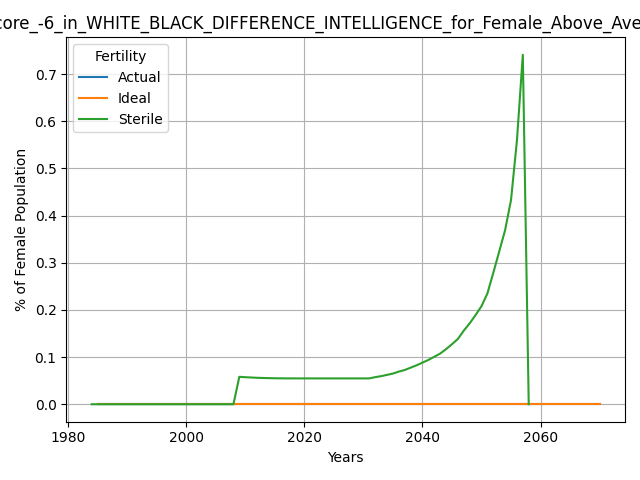 core_-6_in_WHITE_BLACK_DIFFERENCE_INTELLIGENCE_for_Female_Above_Ave
Fertility
Actual
Ideal
Sterile
% of Female Population
0.7
0.6
0.5
0.4
0.3
0.2
0.1
0.0
1980 2000 2020 2040 2060
Years